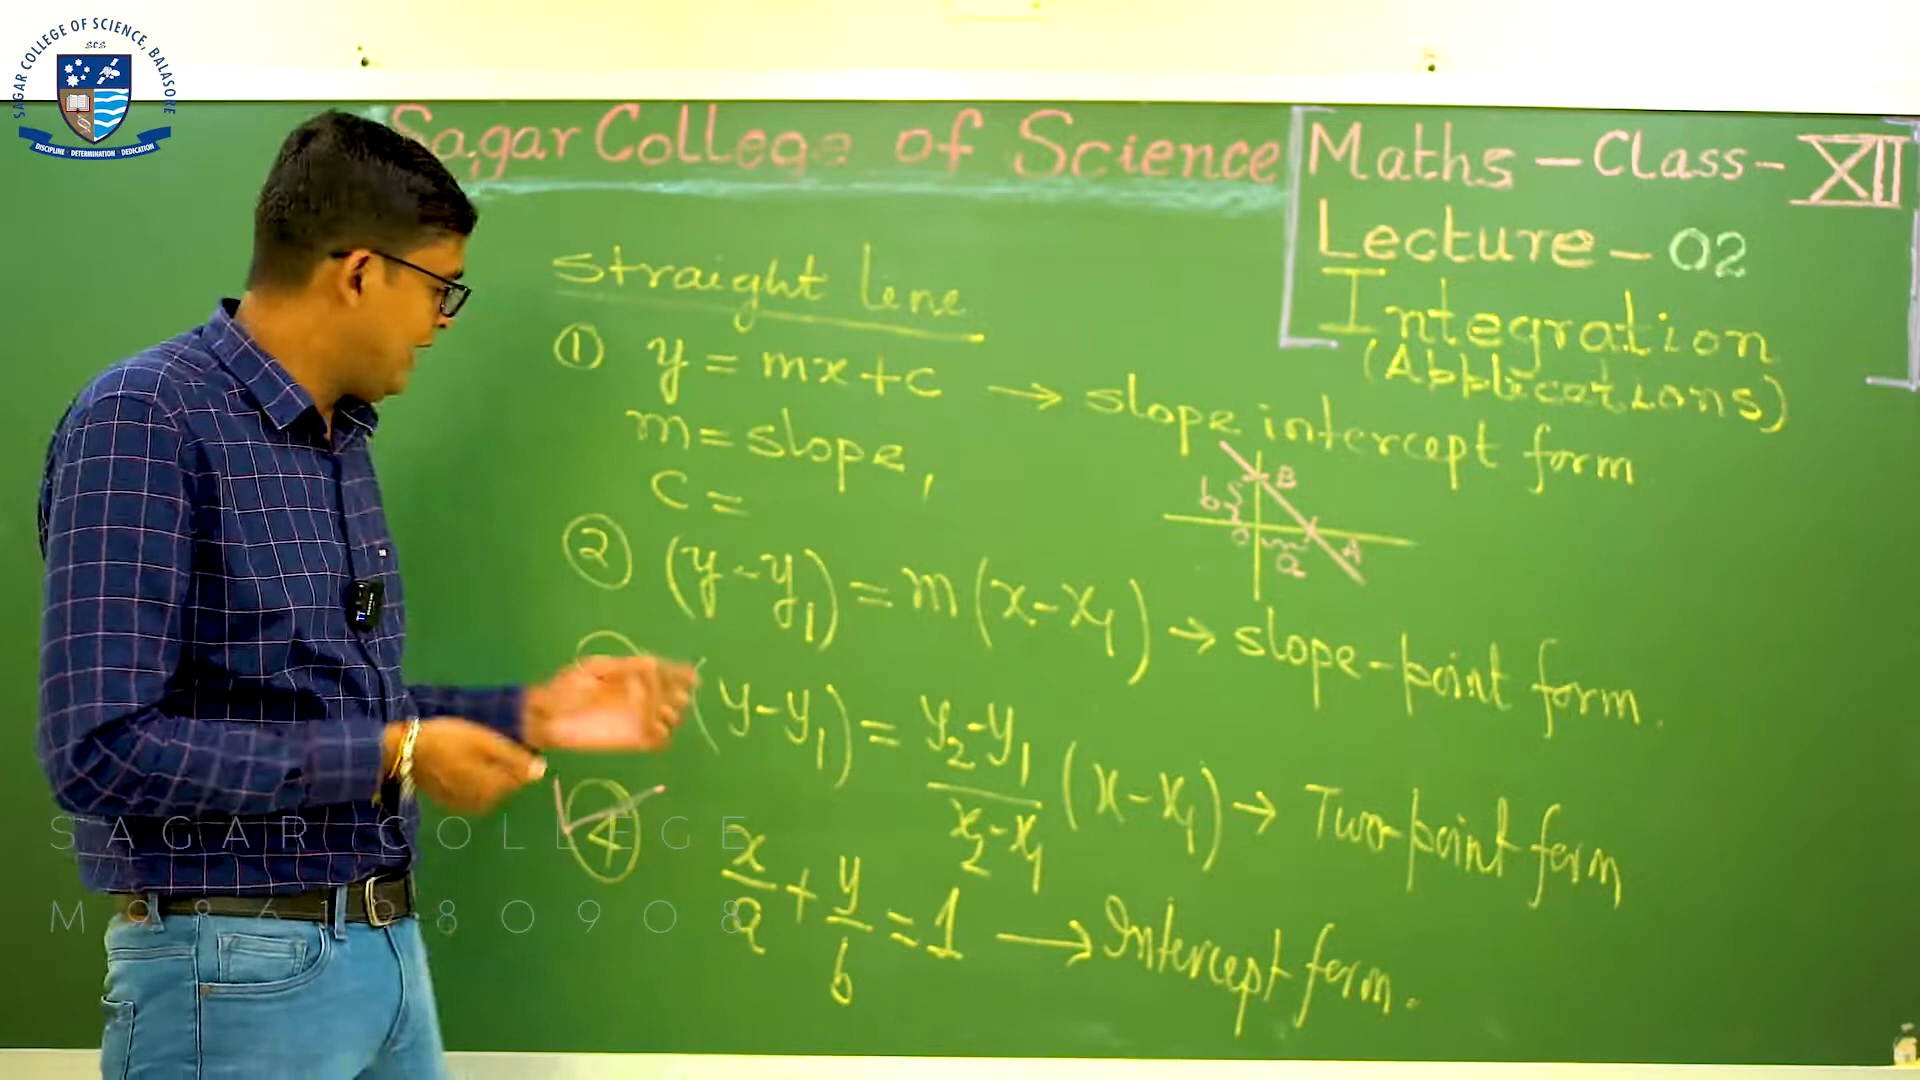 SAGAR COLLEGE OF SCIENCE, BALASORE
SCS
DISCIPLINE · DETERMINATION · DEDICATION
Sagar College of Science
Maths - Class - XII
Lecture - 02
Integration
(Applications)
straight line
① y = mx + c → slope intercept form
m = slope,
c =
② (y - y₁) = m (x - x₁) → slope-point form.
(y - y₁) = y₂ - y₁ / x₂ - x₁ (x - x₁) → Two-point form
④ x/a + y/b = 1 → Intercept form.
B
b
O
a
A
SAGAR COLLEGE
M 9861980908